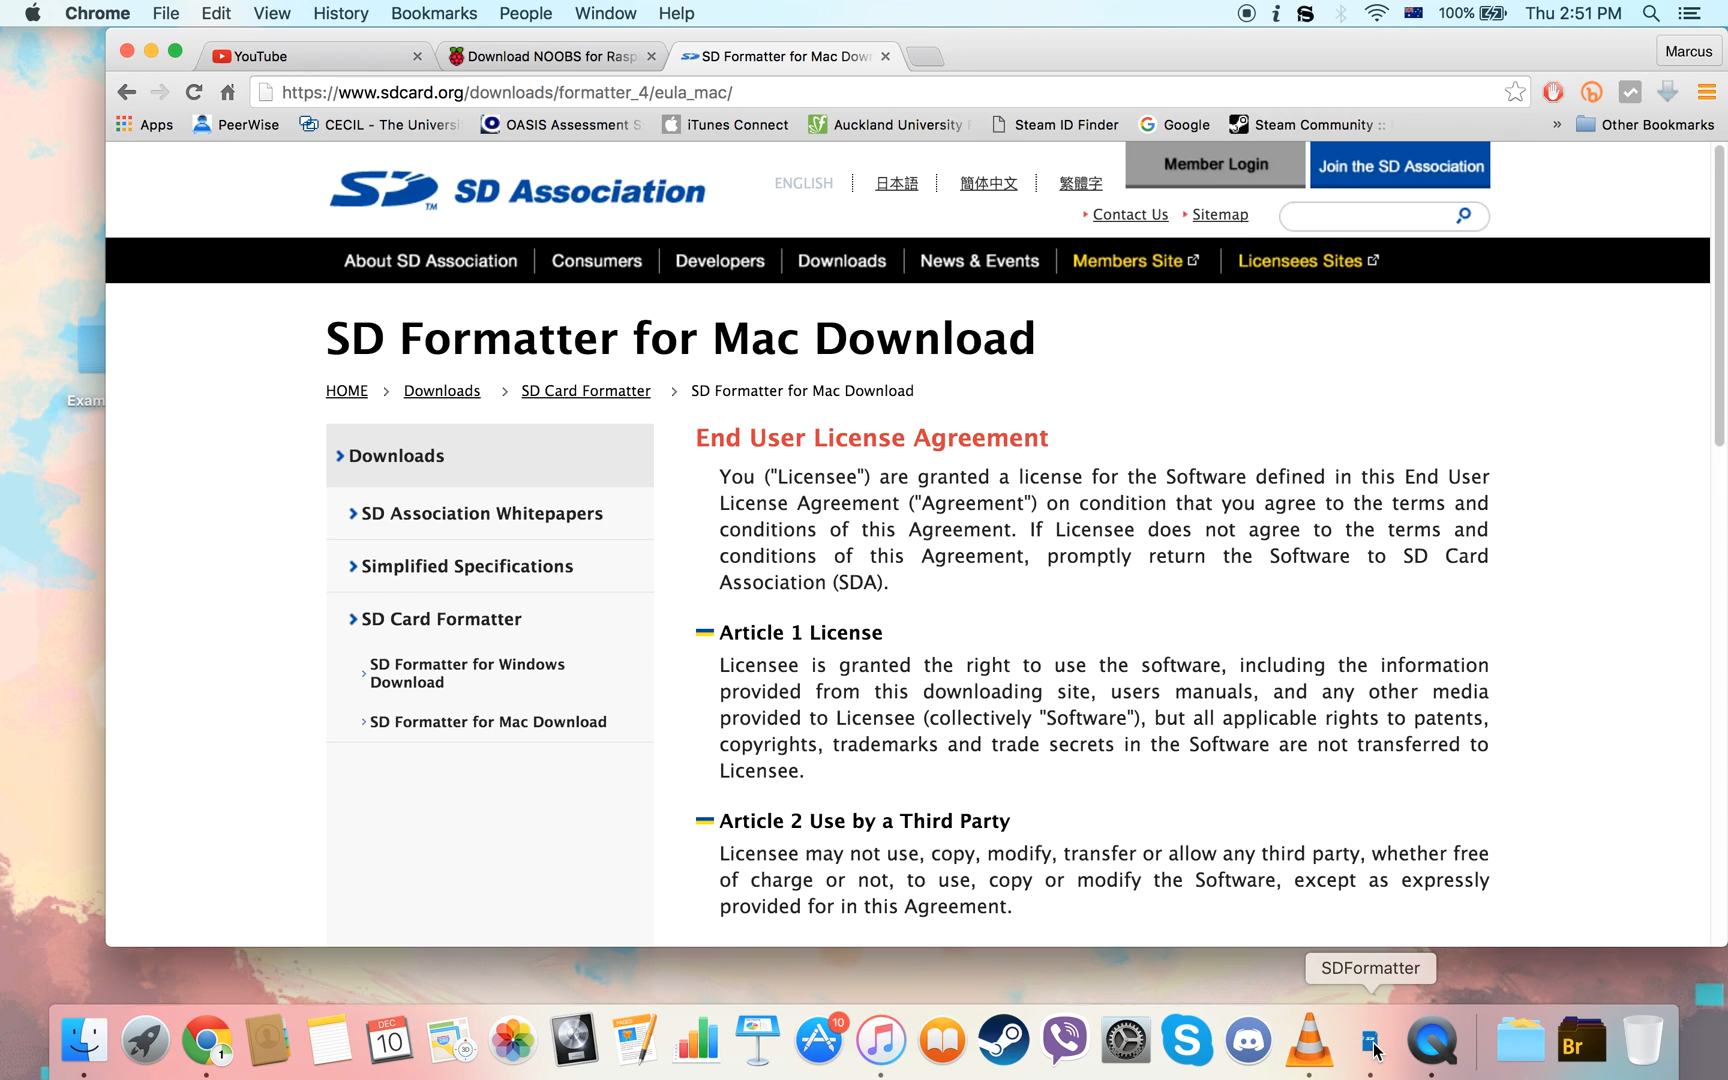 Chrome File Edit View History Bookmarks People Window Help 100% Thu 2:51 PM
YouTube Download NOOBS for Rasp SD Formatter for Mac Dow Marcus
https://www.sdcard.org/downloads/formatter_4/eula_mac/
Apps PeerWise CECIL - The Universi OASIS Assessment S iTunes Connect Auckland University Steam ID Finder Google Steam Community :: » Other Bookmarks
SD SD Association TM
ENGLISH 日本語 簡体中文 繁體字
Member Login
Join the SD Association
Contact Us Sitemap
About SD Association Consumers Developers Downloads News & Events Members Site Licensees Sites
SD Formatter for Mac Download
HOME > Downloads > SD Card Formatter > SD Formatter for Mac Download
Downloads
SD Association Whitepapers
Simplified Specifications
SD Card Formatter
SD Formatter for Windows
Download
SD Formatter for Mac Download
End User License Agreement
You ("Licensee") are granted a license for the Software defined in this End User
License Agreement ("Agreement") on condition that you agree to the terms and
conditions of this Agreement. If Licensee does not agree to the terms and
conditions of this Agreement, promptly return the Software to SD Card
Association (SDA).
Article 1 License
Licensee is granted the right to use the software, including the information
provided from this downloading site, users manuals, and any other media
provided to Licensee (collectively "Software"), but all applicable rights to patents,
copyrights, trademarks and trade secrets in the Software are not transferred to
Licensee.
Article 2 Use by a Third Party
Licensee may not use, copy, modify, transfer or allow any third party, whether free
of charge or not, to use, copy or modify the Software, except as expressly
provided for in this Agreement.
Exam
SDFormatter
1
DEC
10
3D
PAGES
10
Br